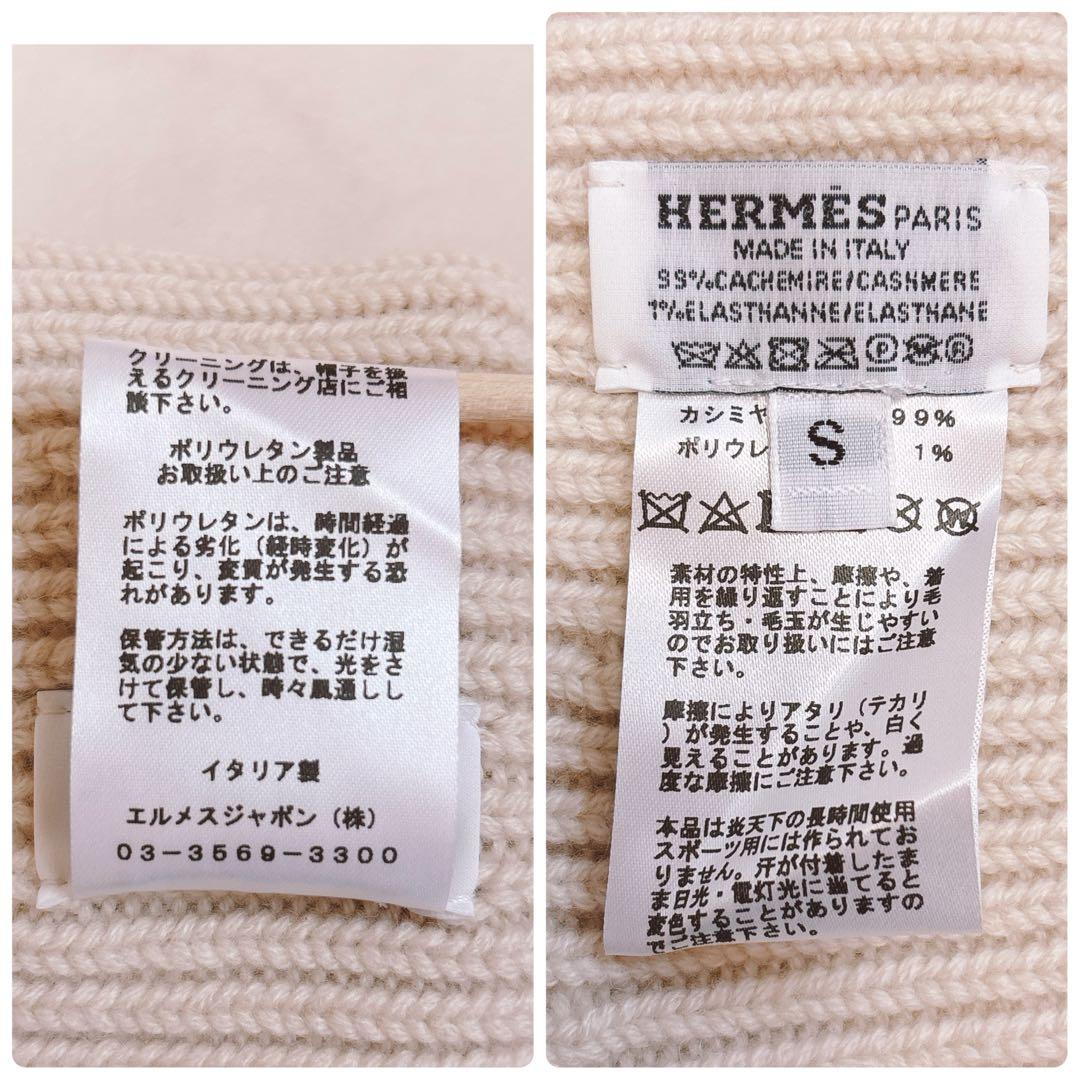 クリーニングは、帽子を扱
えるクリーニング店にご相
談下さい。
ポリウレタン製品
お取扱い上のご注意
ポリウレタンは、時間経過
による劣化（経時変化）が
起こり、変質が発生する恐
れがあります。
保管方法は、できるだけ湿
気の少ない状態で、光をさ
けて保管し、時々風通しし
て下さい。
イタリア製
エルメスジャポン（株）
03-3569-3300
HERMÈS PARIS
MADE IN ITALY
99%CACHEMIRE/CASHMERE
1%ELASTHANNE/ELASTHANE
カシミヤ 99%
ポリウレ 1%
S
素材の特性上、摩擦や、着
用を繰り返すことにより毛
羽立ち・毛玉が生じやすい
のでお取り扱いにはご注意
下さい。
摩擦によりアタリ（テカリ
）が発生することや、白く
見えることがあります。過
度な摩擦にご注意下さい。
本品は炎天下の長時間使用
スポーツ用には作られてお
りません。汗が付着したま
ま日光・電灯光に当てると
変色することがありますの
でご注意下さい。